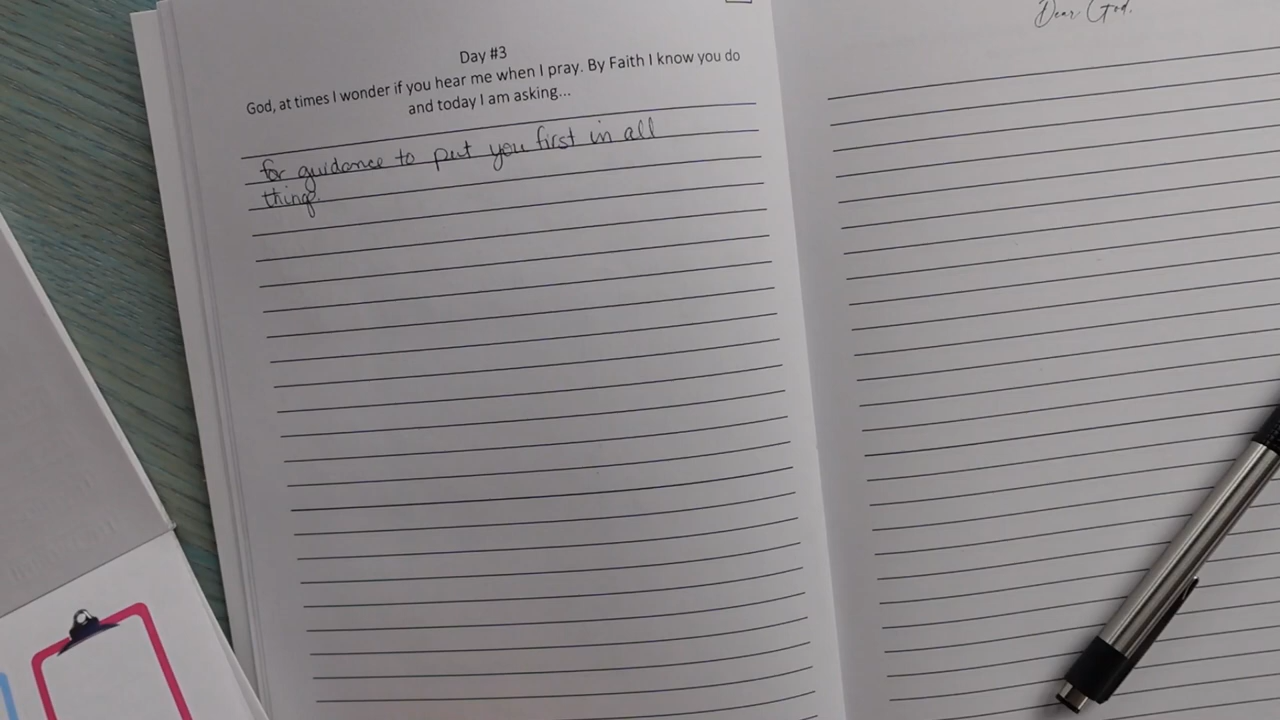 Day #3
God, at times I wonder if you hear me when I pray. By Faith I know you do
and today I am asking...
for guidance to put you first in all
things.
Dear God,